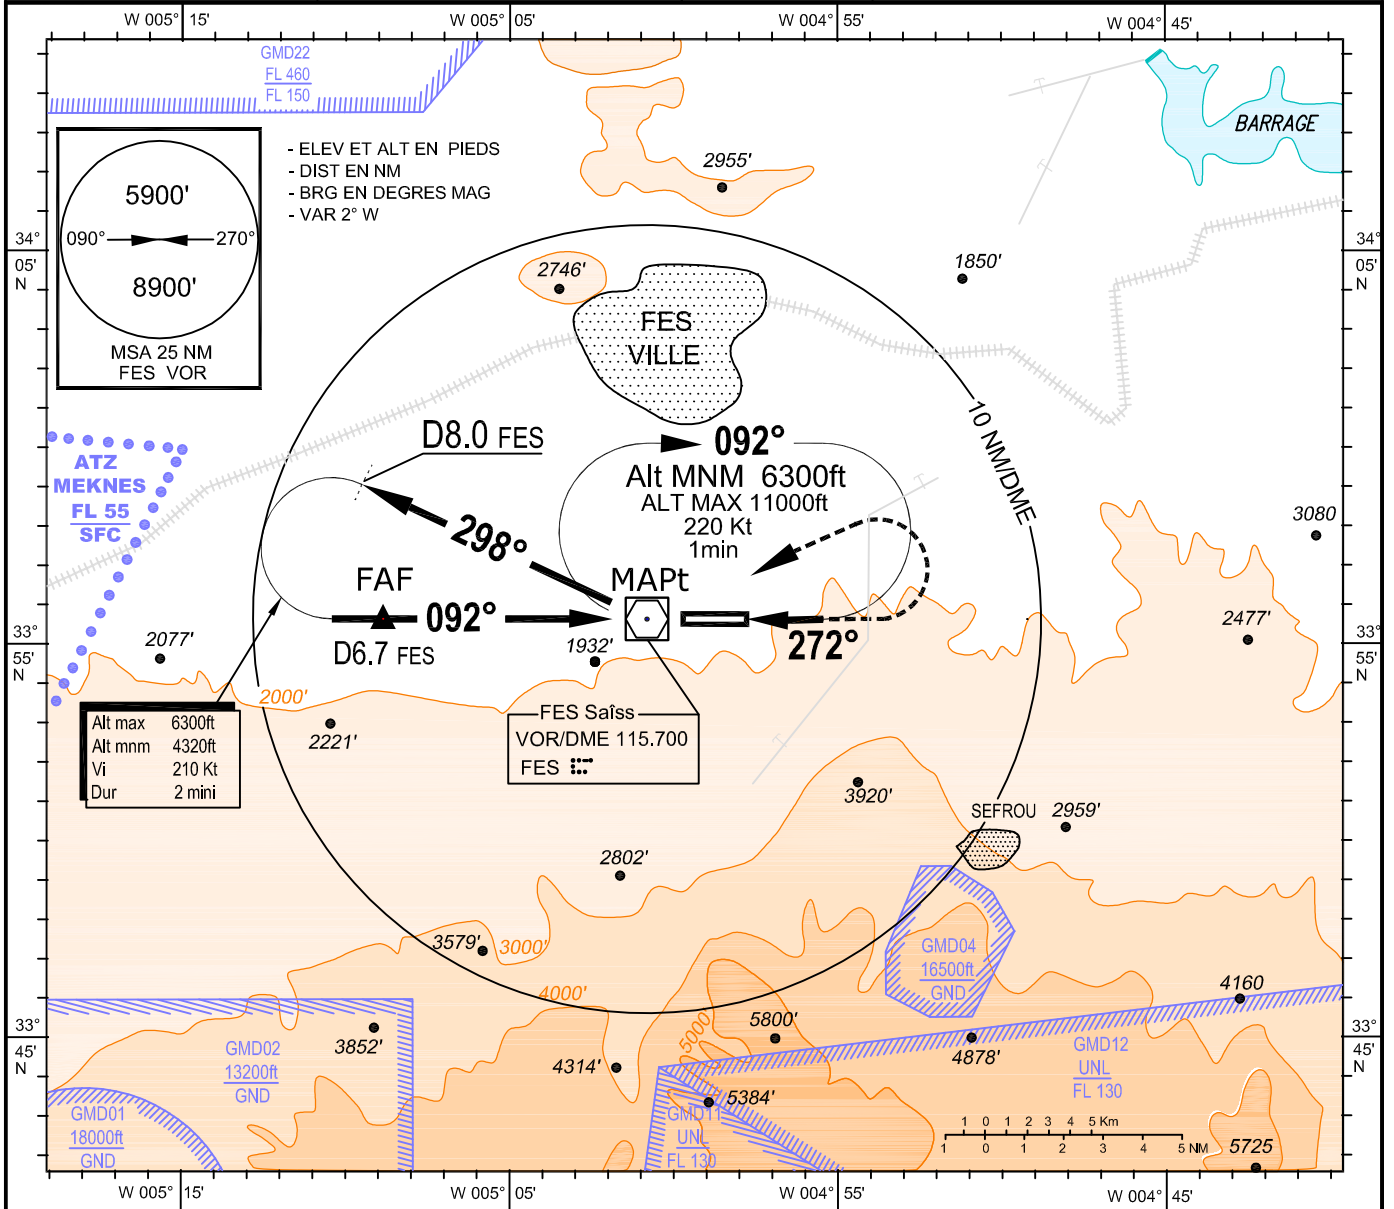 W 005° 15'
W 005° 05'
W 004° 55'
W 004° 45'
GMD22
FL 460
FL 150
BARRAGE
- ELEV ET ALT EN PIEDS
- DIST EN NM
- BRG EN DEGRES MAG
- VAR 2° W
2955'
5900'
090°
270°
8900'
MSA 25 NM
FES VOR
34°
05'
N
34°
05'
N
2746'
1850'
FES
VILLE
10 NM/DME
D8.0 FES
092°
Alt MNM 6300ft
ALT MAX 11000ft
220 Kt
1min
ATZ
MEKNES
FL 55
SFC
298°
3080
FAF
MAPt
092°
272°
D6.7 FES
1932'
2077'
2477'
33°
55'
N
33°
55'
N
2000'
2221'
Alt max 6300ft
Alt mnm 4320ft
Vi 210 Kt
Dur 2 mini
FES Saîss
VOR/DME 115.700
FES
3920'
SEFROU
2959'
2802'
3579'
3000'
GMD04
16500ft
GND
4000'
4160
5000'
5800'
3852'
4878'
33°
45'
N
33°
45'
N
GMD02
13200ft
GND
4314'
GMD12
UNL
FL 130
5384'
GMD01
18000ft
GND
GMD11
UNL
FL 130
1 0 1 2 3 4 5 Km
1 0 1 2 3 4 5 NM
5725
W 005° 15'
W 005° 05'
W 004° 55'
W 004° 45'